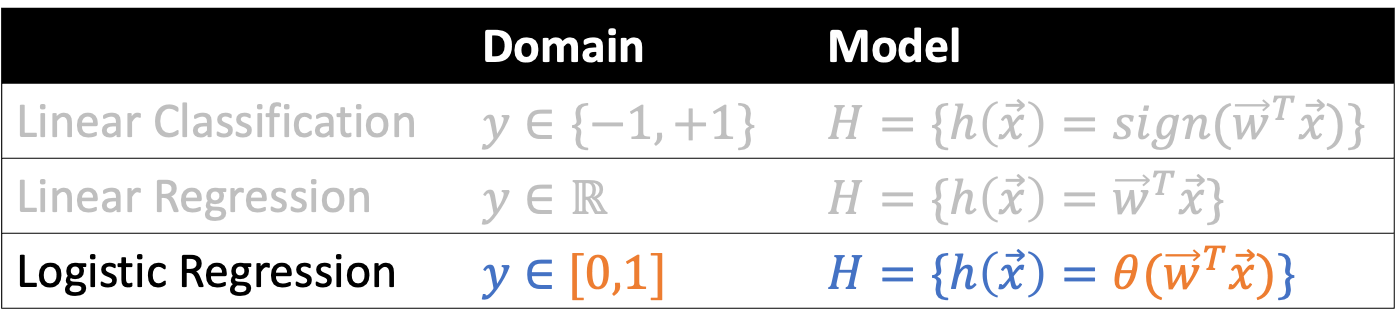 Domain Model
Linear Classification y ∈ {−1, +1} H = {h(x⃗) = sign(w⃗ᵀx⃗)}
Linear Regression y ∈ ℝ H = {h(x⃗) = w⃗ᵀx⃗}
Logistic Regression y ∈ [0,1] H = {h(x⃗) = θ(w⃗ᵀx⃗)}